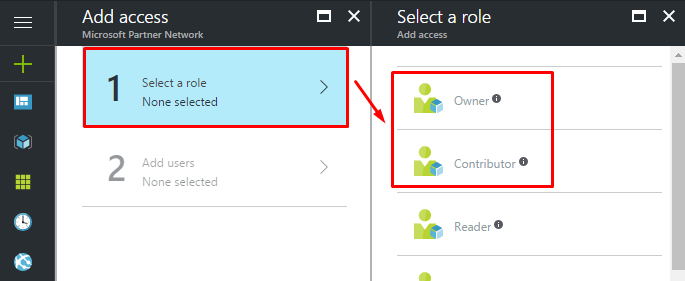 Add access
Microsoft Partner Network
1
Select a role
None selected
2
Add users
None selected
Select a role
Add access
Owner
Contributor
Reader